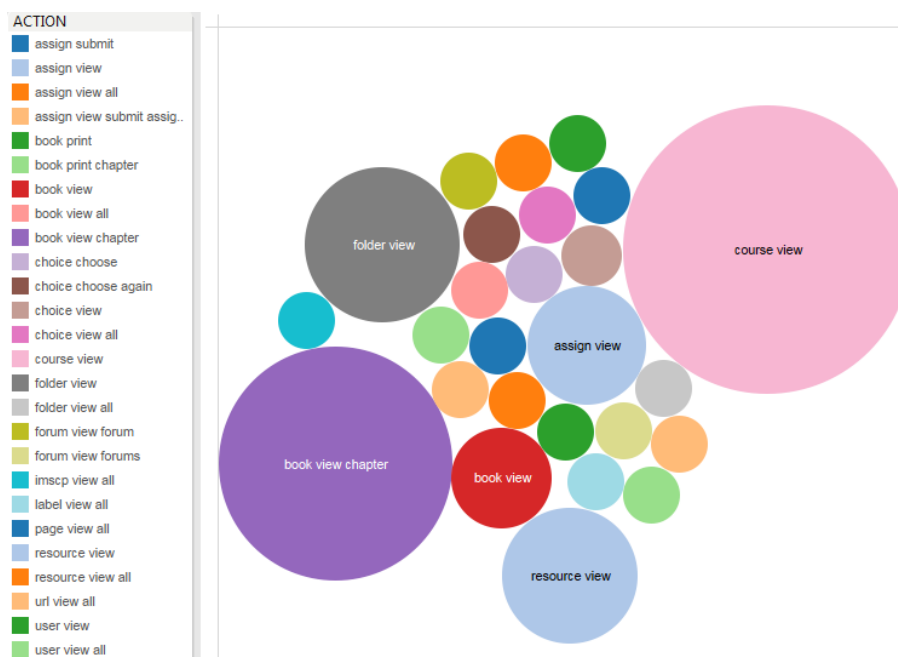 ACTION
assign submit
assign view
assign view all
assign view submit assig..
book print
book print chapter
book view
book view all
book view chapter
choice choose
choice choose again
choice view
choice view all
course view
folder view
folder view all
forum view forum
forum view forums
imscp view all
label view all
page view all
resource view
resource view all
url view all
user view
user view all
folder view
course view
assign view
book view chapter
book view
resource view